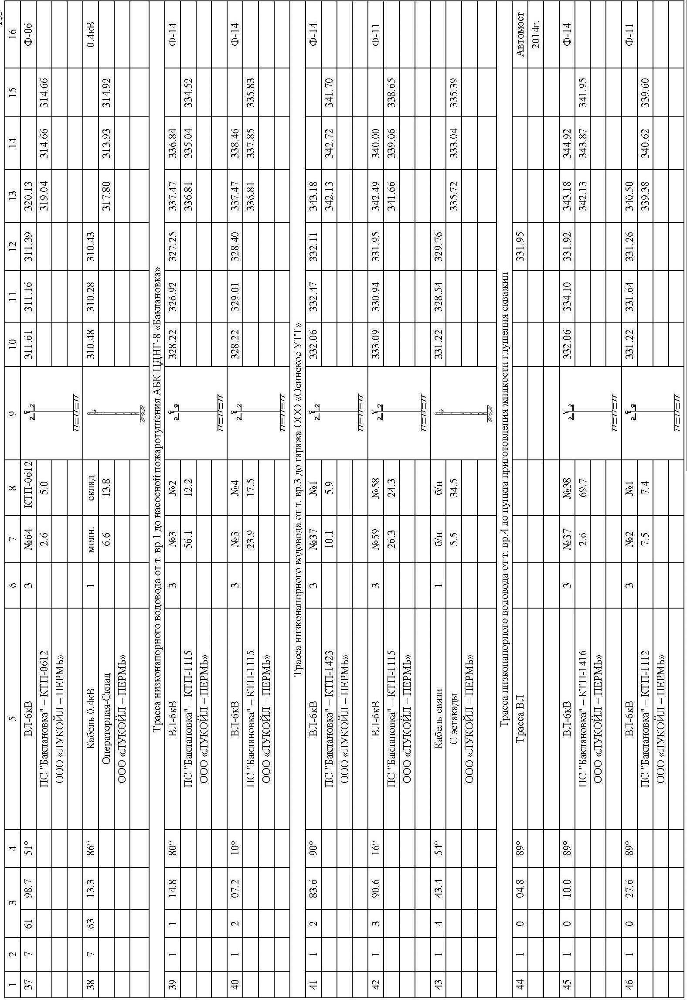 1 2 3 4 5 6 7 8 9 10 11 12 13 14 15 16
37 7 61 98.7 51° ВЛ-6кВ 3 №64 КТП-0612 311.61 311.16 311.39 320.13 Ф-06
ПС "Баклановка" – КТП-0612 2.6 5.0 319.04 314.66 314.66
ООО «ЛУКОЙЛ – ПЕРМЬ»
38 7 63 13.3 86° Кабель 0.4кВ 1 молн. склад 310.48 310.28 310.43 0.4кВ
Операторная-Склад 6.6 13.8 317.80 313.93 314.92
ООО «ЛУКОЙЛ – ПЕРМЬ»
Трасса низконапорного водовода от т. вр.1 до насосной пожаротушения АБК ЦДНГ-8 «Баклановка»
39 1 1 14.8 80° ВЛ-6кВ 3 №3 №2 328.22 326.92 327.25 337.47 336.84 Ф-14
ПС "Баклановка" – КТП-1115 56.1 12.2 336.81 335.04 334.52
ООО «ЛУКОЙЛ – ПЕРМЬ»
40 1 2 07.2 10° ВЛ-6кВ 3 №3 №4 328.22 329.01 328.40 337.47 338.46 Ф-14
ПС "Баклановка" – КТП-1115 23.9 17.5 336.81 337.85 335.83
ООО «ЛУКОЙЛ – ПЕРМЬ»
Трасса низконапорного водовода от т. вр.3 до гаража ООО «Осинское УТТ»
41 1 2 83.6 90° ВЛ-6кВ 3 №37 №1 332.06 332.47 332.11 343.18 Ф-14
ПС "Баклановка" – КТП-1423 10.1 5.9 342.13 342.72 341.70
ООО «ЛУКОЙЛ – ПЕРМЬ»
42 1 3 90.6 16° ВЛ-6кВ 3 №59 №58 333.09 330.94 331.95 342.49 340.00 Ф-11
ПС "Баклановка" – КТП-1115 26.3 24.3 341.66 339.06 338.65
ООО «ЛУКОЙЛ – ПЕРМЬ»
43 1 4 43.4 54° Кабель связи 1 б/н б/н 331.22 328.54 329.76
С эстакады 5.5 34.5 335.72 333.04 335.39
ООО «ЛУКОЙЛ – ПЕРМЬ»
Трасса низконапорного водовода от т. вр.4 до пункта приготовления жидкости глушения скважин
44 1 0 04.8 89° Трасса ВЛ 331.95 Автомост
2014г.
45 1 0 10.0 89° ВЛ-6кВ 3 №37 №38 332.06 334.10 331.92 343.18 344.92 Ф-14
ПС "Баклановка" – КТП-1416 2.6 69.7 342.13 343.87 341.95
ООО «ЛУКОЙЛ – ПЕРМЬ»
46 1 0 27.6 89° ВЛ-6кВ 3 №2 №1 331.22 331.64 331.26 340.50 Ф-11
ПС "Баклановка" – КТП-1112 7.5 7.4 339.38 340.62 339.60
ООО «ЛУКОЙЛ – ПЕРМЬ»